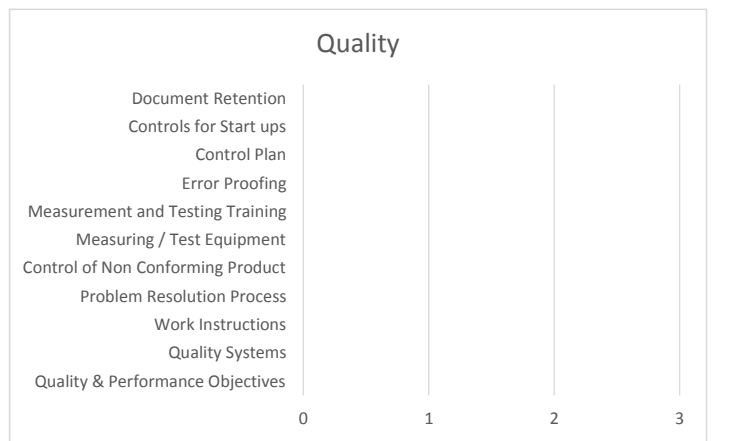 Quality
Document Retention
Controls for Start ups
Control Plan
Error Proofing
Measurement and Testing Training
Measuring / Test Equipment
Control of Non Conforming Product
Problem Resolution Process
Work Instructions
Quality Systems
Quality & Performance Objectives
0 1 2 3